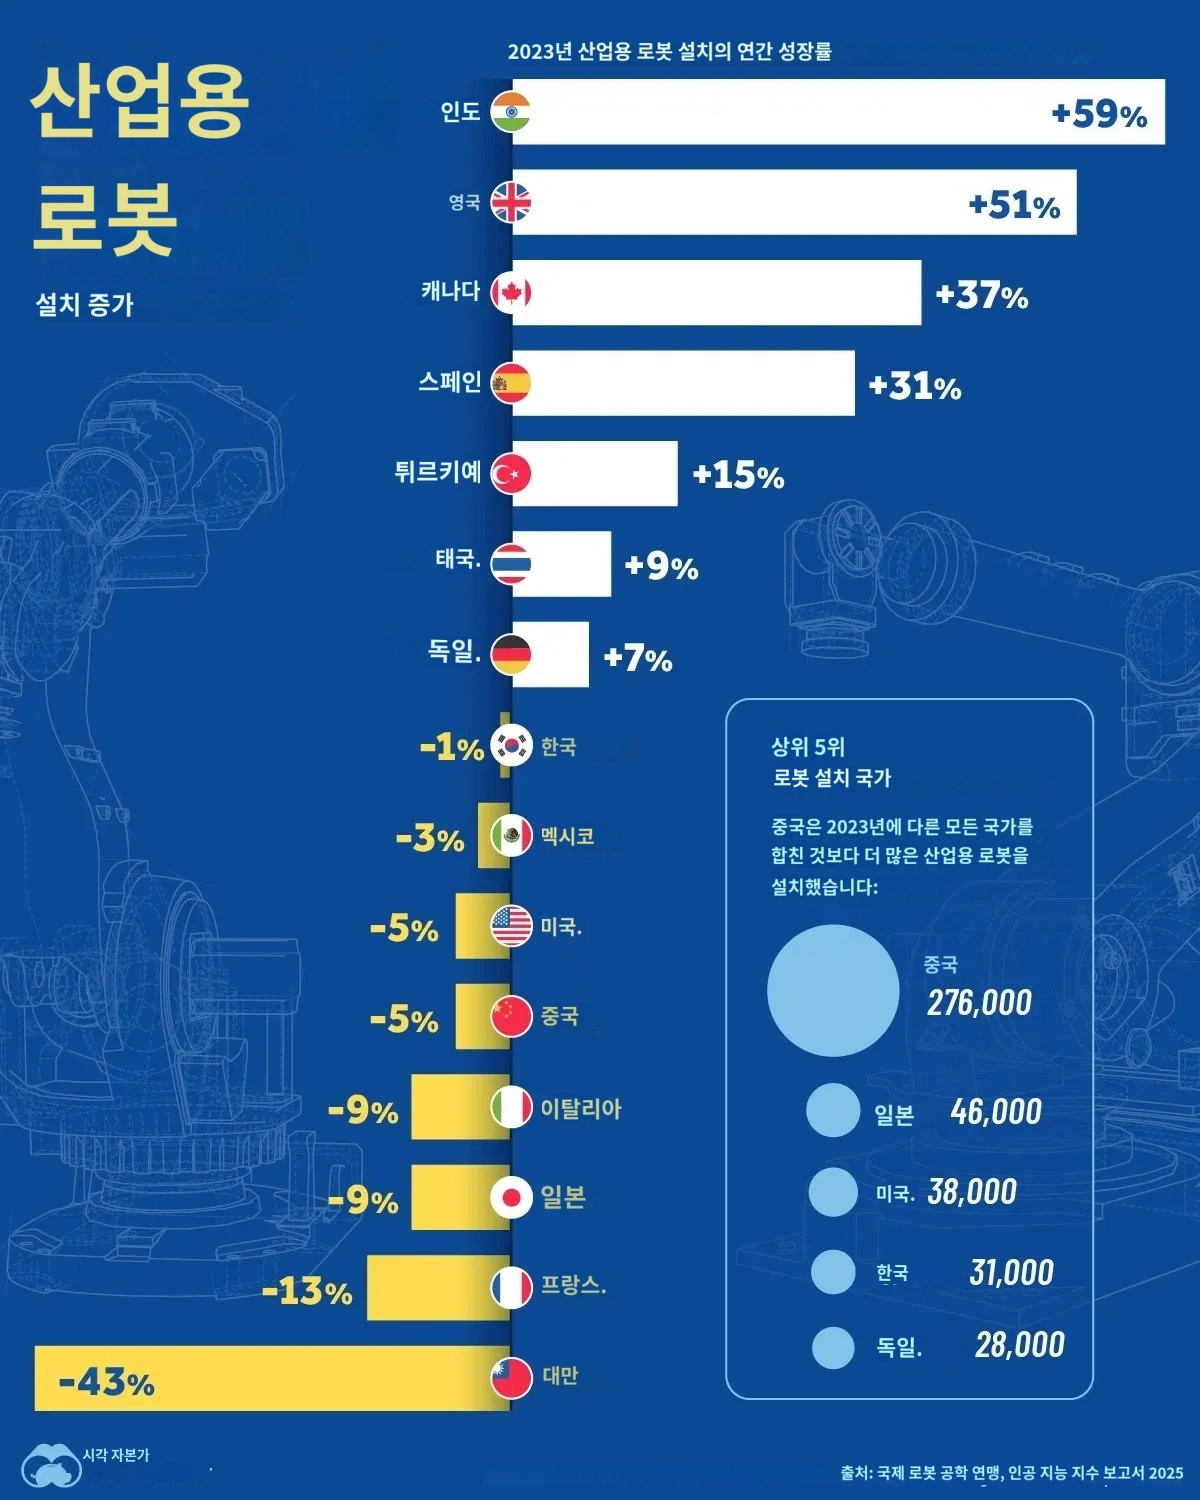 산업용
로봇
설치 증가
2023년 산업용 로봇 설치의 연간 성장률
인도 +59%
영국 +51%
캐나다 +37%
스페인 +31%
튀르키예 +15%
태국. +9%
독일. +7%
-1% 한국
-3% 멕시코
-5% 미국.
-5% 중국
-9% 이탈리아
-9% 일본
-13% 프랑스.
-43% 대만
상위 5위
로봇 설치 국가
중국은 2023년에 다른 모든 국가를
합친 것보다 더 많은 산업용 로봇을
설치했습니다:
중국
276,000
일본 46,000
미국. 38,000
한국 31,000
독일. 28,000
시각 자본가
출처: 국제 로봇 공학 연맹, 인공 지능 지수 보고서 2025